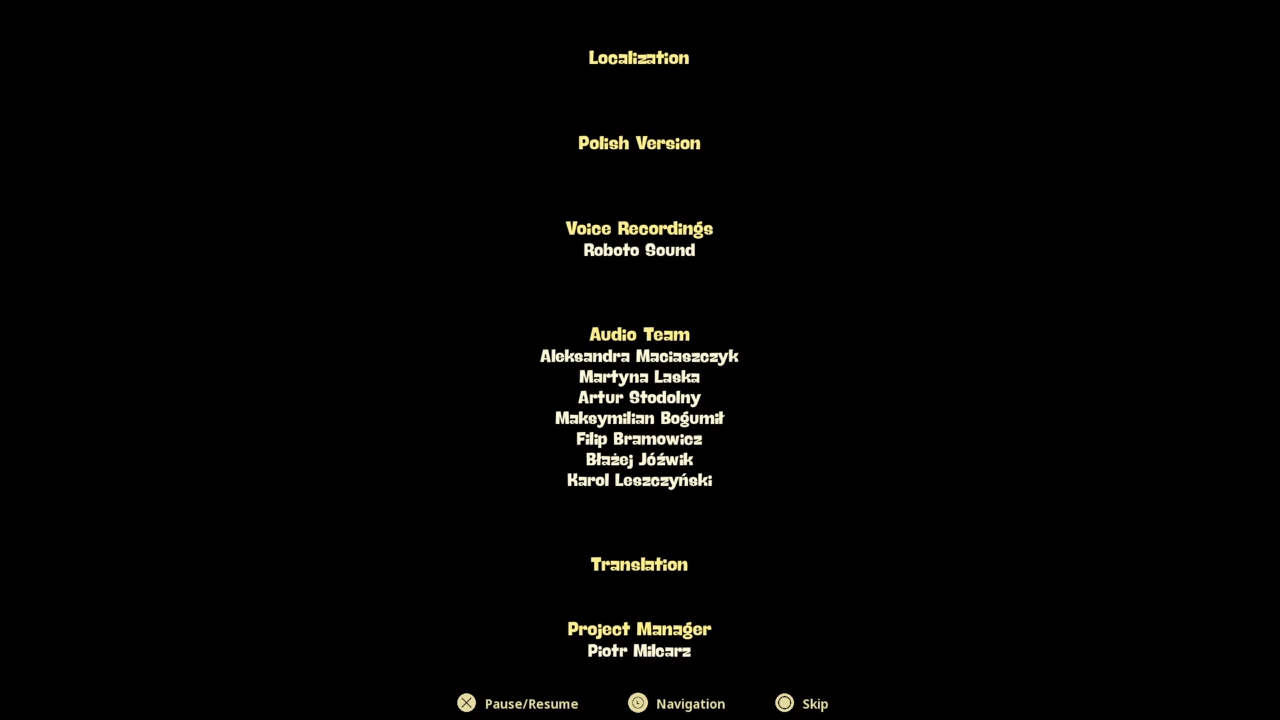 Localization
Polish Version
Voice Recordings
Roboto Sound
Audio Team
Aleksandra Maciaszczyk
Martyna Laska
Artur Stodolny
Maksymilian Bogumił
Filip Bramowicz
Błażej Jóźwik
Karol Leszczyński
Translation
Project Manager
Piotr Milcarz
Pause/Resume
Navigation
Skip